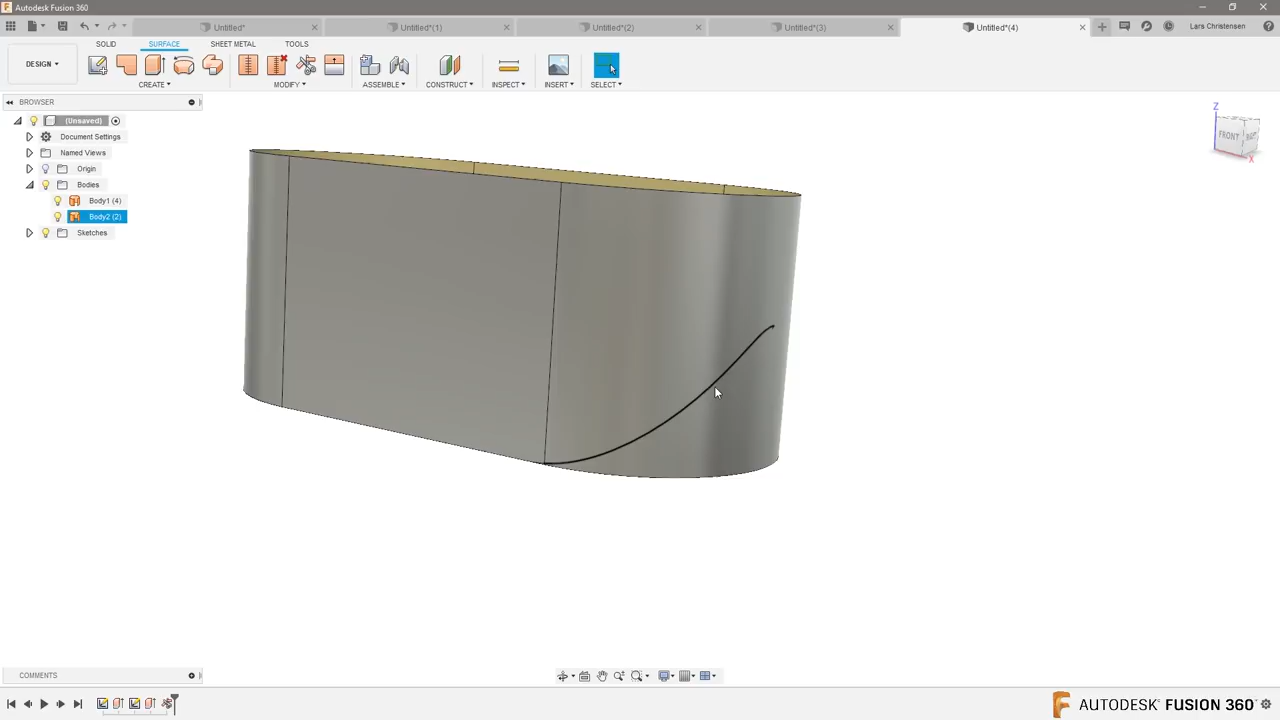 Autodesk Fusion 360
Untitled* Untitled*(1) Untitled*(2) Untitled*(3) Untitled*(4) Lars Christensen
SOLID SURFACE SHEET METAL TOOLS
DESIGN
CREATE MODIFY ASSEMBLE CONSTRUCT INSPECT INSERT SELECT
BROWSER
(Unsaved)
Document Settings
Named Views
Origin
Bodies
Body1 (4)
Body2 (2)
Sketches
Z
FRONT
X
COMMENTS
AUTODESK® FUSION 360™